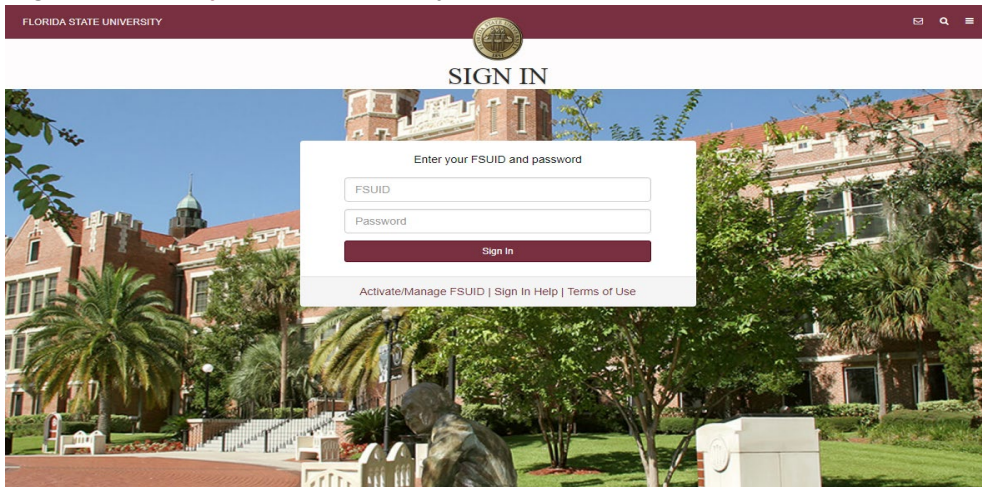 FLORIDA STATE UNIVERSITY
SIGN IN
Enter your FSUID and password
FSUID
Password
Sign In
Activate/Manage FSUID | Sign In Help | Terms of Use